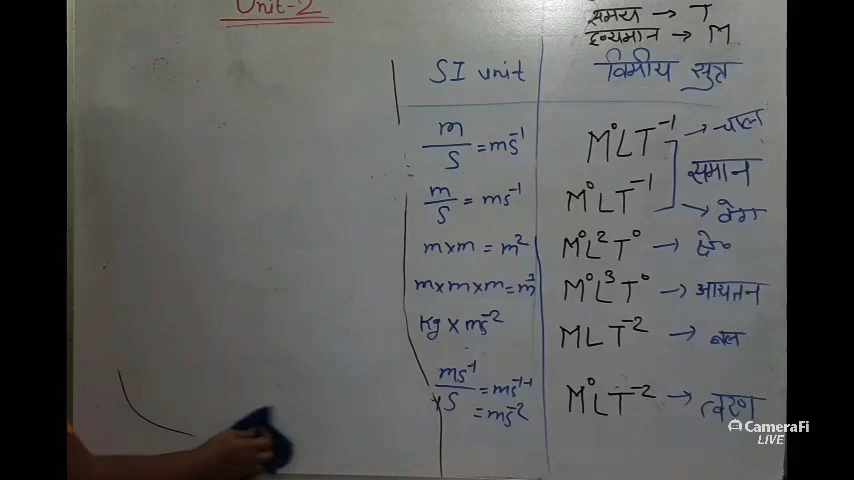 Unit-2
समय → T
द्रव्यमान → M
SI unit विमीय सुत्र
m/s = ms⁻¹ M⁰LT⁻¹ → चाल
समान
m/s = ms⁻¹ M⁰LT⁻¹ → वेग
m×m = m² M⁰L²T⁰ → क्षे०
m×m×m = m³ M⁰L³T⁰ → आयतन
Kg × ms⁻² MLT⁻² → बल
ms⁻¹/s = ms⁻¹⁻¹ M⁰LT⁻² → त्वरण
= ms⁻²
CameraFi
LIVE